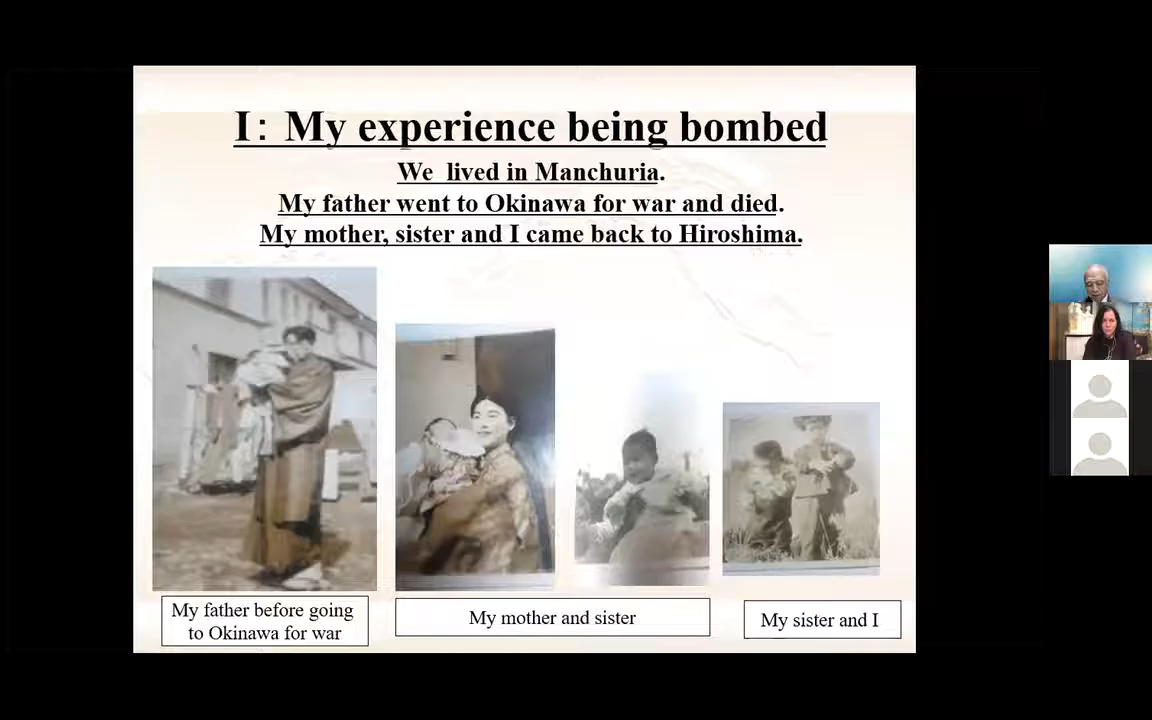 I: My experience being bombed
We lived in Manchuria.
My father went to Okinawa for war and died.
My mother, sister and I came back to Hiroshima.
My father before going
to Okinawa for war
My mother and sister
My sister and I